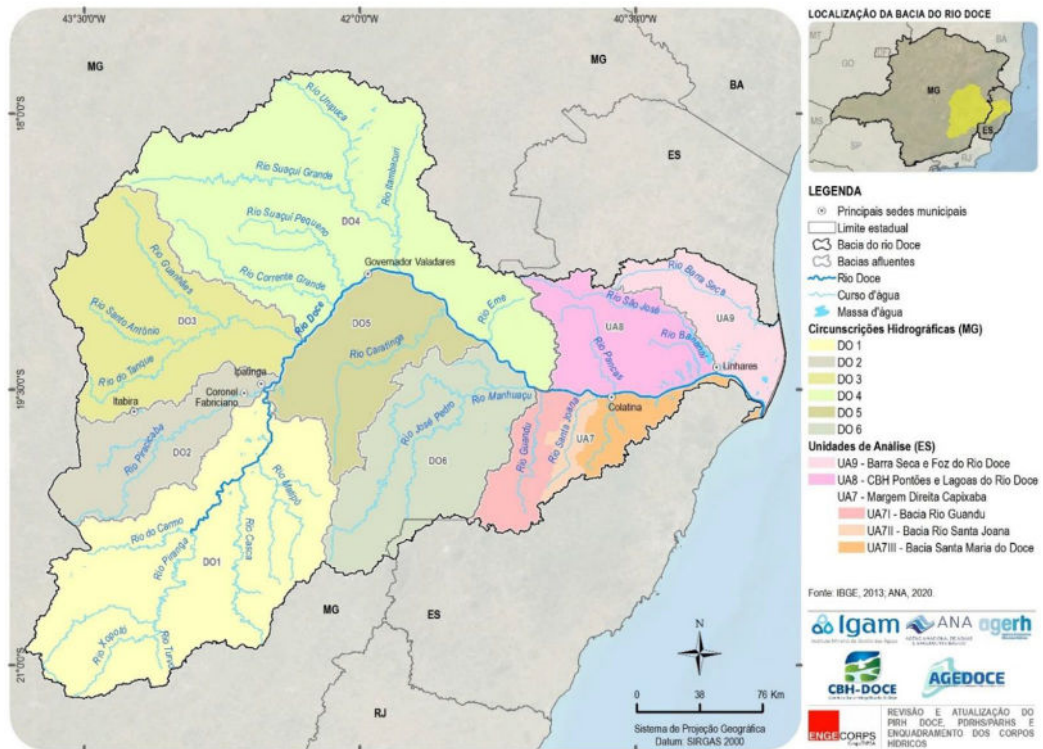 43°30'0"W
42°0'0"W
40°30'0"W
18°0'0"S
19°30'0"S
21°0'0"S
MG
MG
BA
ES
Rio Urupuca
Rio Itambacuri
Rio Suaçuí Grande
Rio Suaçuí Pequeno
DO4
Governador Valadares
Rio Corrente Grande
Rio Guanhães
Rio Santo Antônio
DO3
Rio do Tanque
Rio Doce
DO5
Rio Caratinga
Rio Eme
Rio Barra Seca
Rio São José
UA9
UA8
Rio Bananal
Rio Pancas
Linhares
Ipatinga
Itabira
Coronel
Fabriciano
Rio Piracicaba
DO2
Rio Manhuaçu
Rio José Pedro
DO6
Colatina
Rio Guandu
Rio Santa Joana
UA7
Rio Matipó
Rio Casca
Rio do Carmo
Rio Piranga
DO1
Rio Xopotó
Rio Turvo
MG
ES
RJ
N
0 38 76 Km
Sistema de Projeção Geográfica
Datum: SIRGAS 2000
LOCALIZAÇÃO DA BACIA DO RIO DOCE
MT
GO
DF
BA
MG
MS
ES
SP
RJ
LEGENDA
Principais sedes municipais
Limite estadual
Bacia do rio Doce
Bacias afluentes
Rio Doce
Curso d'água
Massa d'água
Circunscrições Hidrográficas (MG)
DO 1
DO 2
DO 3
DO 4
DO 5
DO 6
Unidades de Análise (ES)
UA9 - Barra Seca e Foz do Rio Doce
UA8 - CBH Pontões e Lagoas do Rio Doce
UA7 - Margem Direita Capixaba
UA7I - Bacia Rio Guandu
UA7II - Bacia Rio Santa Joana
UA7III - Bacia Santa Maria do Doce
Fonte: IBGE, 2013; ANA, 2020.
Igam
ANA
agerh
CBH-DOCE
AGEDOCE
ENGECORPS
REVISÃO E ATUALIZAÇÃO DO
PIRH DOCE, PDRHS/PARHS E
ENQUADRAMENTO DOS CORPOS
HÍDRICOS